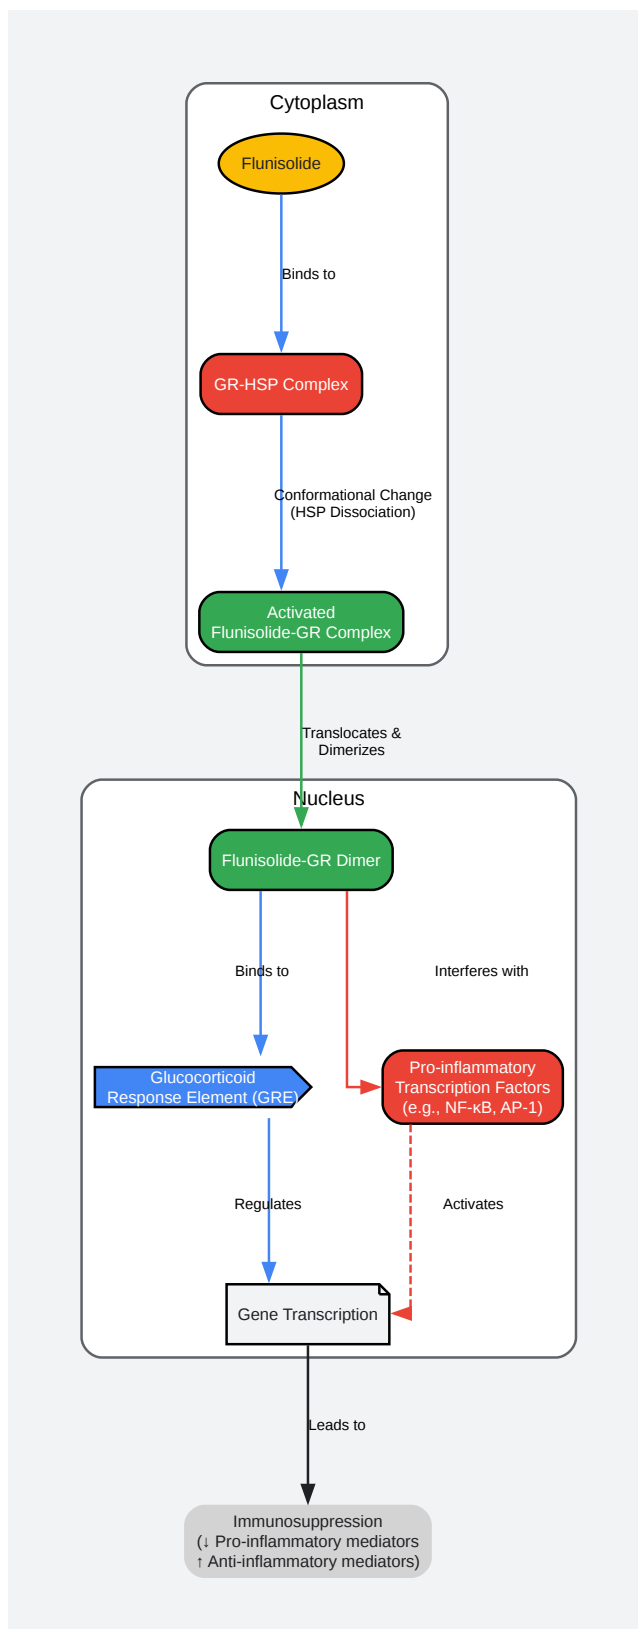 Cytoplasm
Flunisolide
Binds to
GR-HSP Complex
Conformational Change
(HSP Dissociation)
Activated
Flunisolide-GR Complex
Translocates &
Dimerizes
Nucleus
Flunisolide-GR Dimer
Binds to
Interferes with
Glucocorticoid
Response Element (GRE)
Pro-inflammatory
Transcription Factors
(e.g., NF-κB, AP-1)
Regulates
Activates
Gene Transcription
Leads to
Immunosuppression
(↓ Pro-inflammatory mediators
↑ Anti-inflammatory mediators)